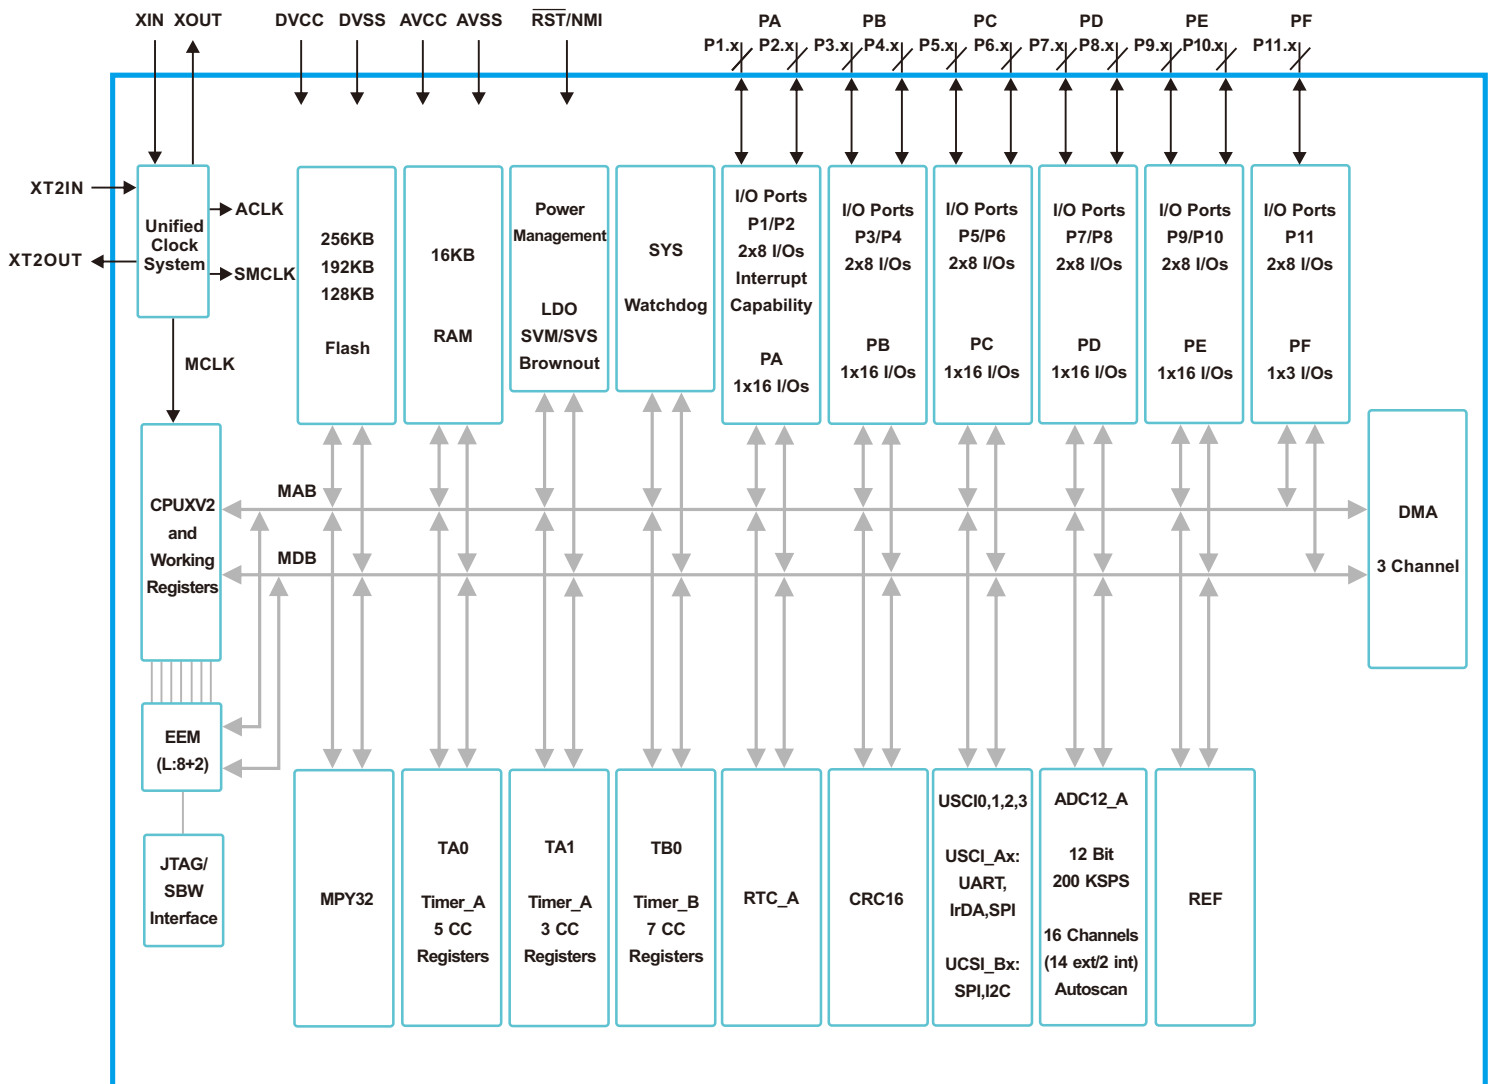 XIN XOUT DVCC DVSS AVCC AVSS RST/NMI
PA PB PC PD PE PF
P1.x P2.x P3.x P4.x P5.x P6.x P7.x P8.x P9.x P10.x P11.x
XT2IN
XT2OUT
Unified
Clock
System
ACLK
SMCLK
MCLK
256KB
192KB
128KB
Flash
16KB
RAM
Power
Management
LDO
SVM/SVS
Brownout
SYS
Watchdog
I/O Ports
P1/P2
2x8 I/Os
Interrupt
Capability
PA
1x16 I/Os
I/O Ports
P3/P4
2x8 I/Os
PB
1x16 I/Os
I/O Ports
P5/P6
2x8 I/Os
PC
1x16 I/Os
I/O Ports
P7/P8
2x8 I/Os
PD
1x16 I/Os
I/O Ports
P9/P10
2x8 I/Os
PE
1x16 I/Os
I/O Ports
P11
2x8 I/Os
PF
1x3 I/Os
CPUXV2
and
Working
Registers
MAB
MDB
DMA
3 Channel
EEM
(L:8+2)
JTAG/
SBW
Interface
MPY32
TA0
Timer_A
5 CC
Registers
TA1
Timer_A
3 CC
Registers
TB0
Timer_B
7 CC
Registers
RTC_A
CRC16
USCI0,1,2,3
USCI_Ax:
UART,
IrDA,SPI
UCSI_Bx:
SPI,I2C
ADC12_A
12 Bit
200 KSPS
16 Channels
(14 ext/2 int)
Autoscan
REF